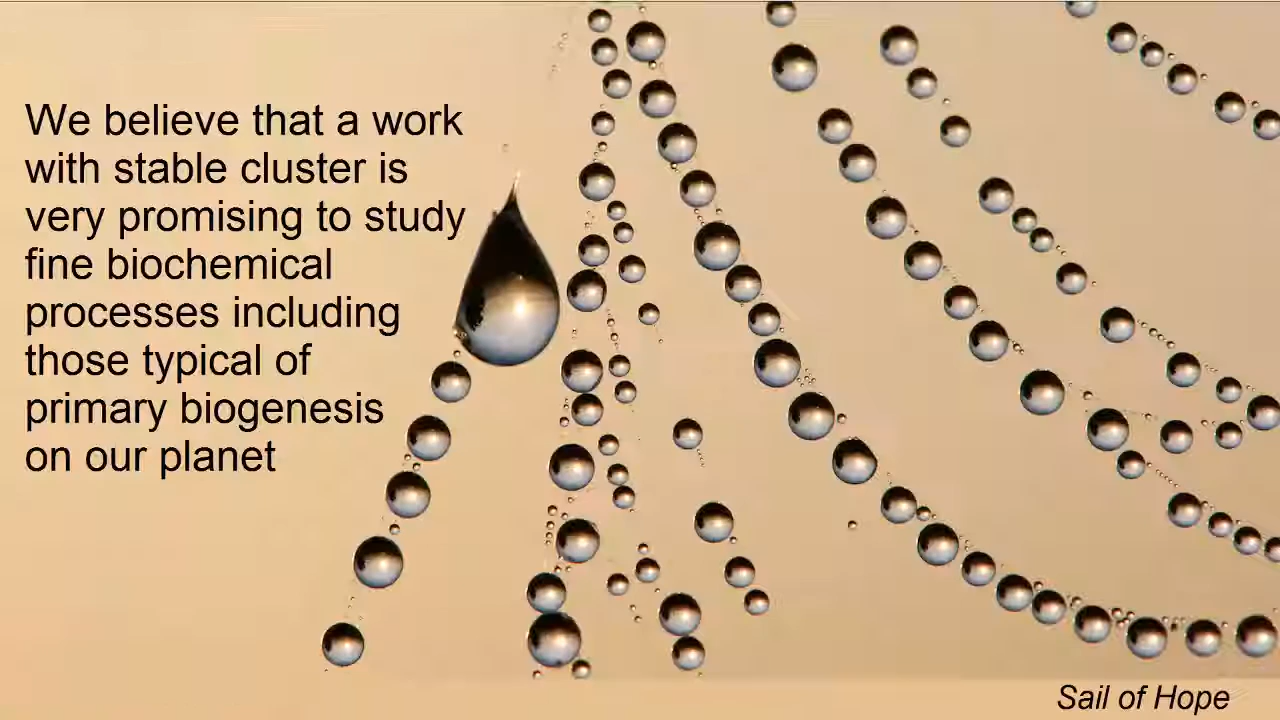 We believe that a work
with stable cluster is
very promising to study
fine biochemical
processes including
those typical of
primary biogenesis
on our planet
Sail of Hope